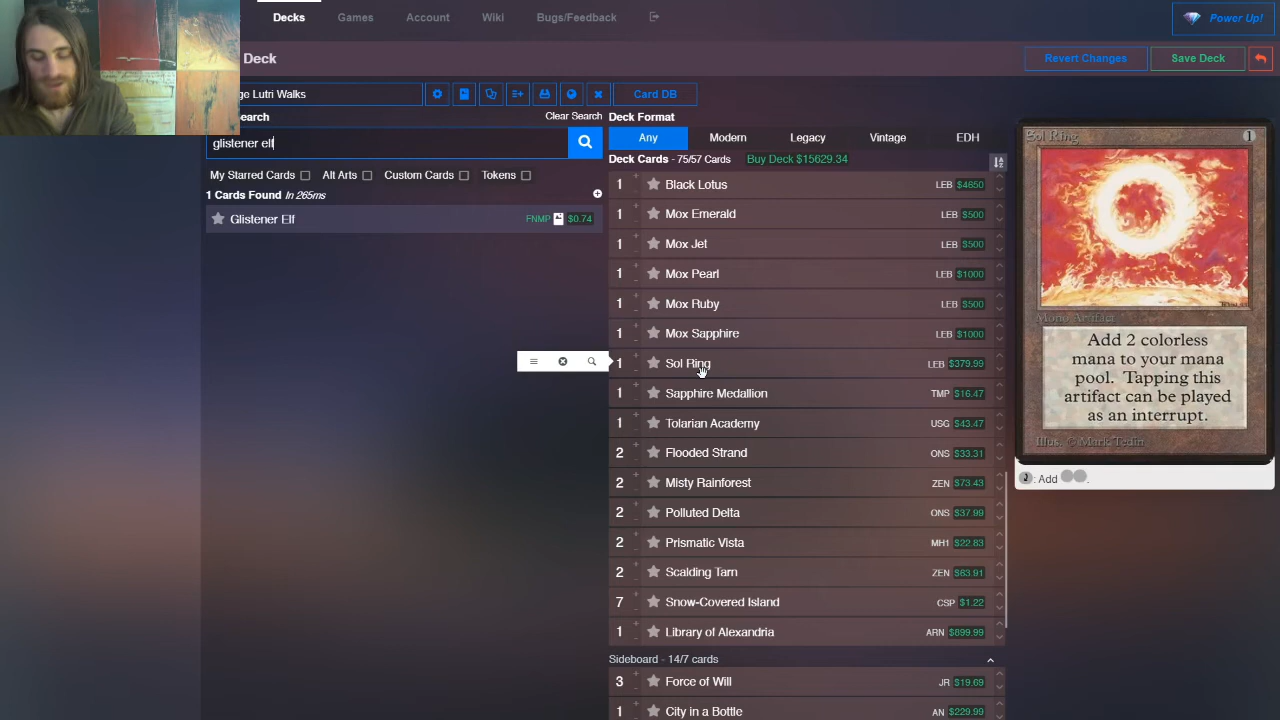 Decks Games Account Wiki Bugs/Feedback Power Up!
Deck Revert Changes Save Deck
ge Lutri Walks Card DB
Search Clear Search Deck Format
glistener elf Any Modern Legacy Vintage EDH
Deck Cards - 75/57 Cards Buy Deck $15629.34
My Starred Cards Alt Arts Custom Cards Tokens
1 Cards Found In 265ms
Glistener Elf FNMP $0.74
1 Black Lotus LEB $4650
1 Mox Emerald LEB $500
1 Mox Jet LEB $500
1 Mox Pearl LEB $1000
1 Mox Ruby LEB $500
1 Mox Sapphire LEB $1000
1 Sol Ring LEB $379.99
1 Sapphire Medallion TMP $16.47
1 Tolarian Academy USG $43.47
2 Flooded Strand ONS $33.31
2 Misty Rainforest ZEN $73.43
2 Polluted Delta ONS $37.99
2 Prismatic Vista MH1 $22.83
2 Scalding Tarn ZEN $63.91
7 Snow-Covered Island CSP $1.22
1 Library of Alexandria ARN $899.99
Sideboard - 14/7 cards
3 Force of Will JR $19.69
1 City in a Bottle AN $229.99
Sol Ring 1
Mono Artifact
Add 2 colorless
mana to your mana
pool. Tapping this
artifact can be played
as an interrupt.
Illus. © Mark Tedin
: Add .